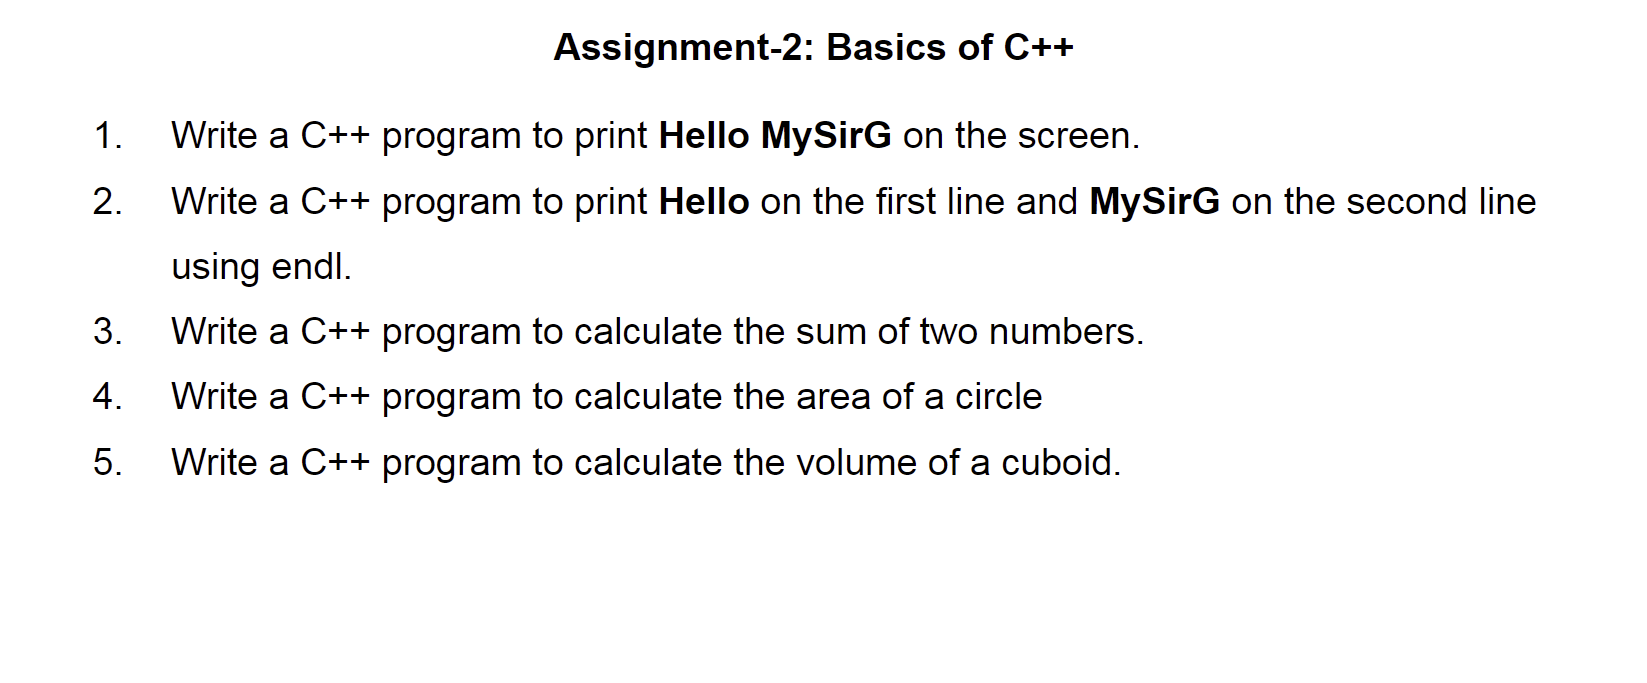 Assignment-2: Basics of C++
1. Write a C++ program to print Hello MySirG on the screen.
2. Write a C++ program to print Hello on the first line and MySirG on the second line
using endl.
3. Write a C++ program to calculate the sum of two numbers.
4. Write a C++ program to calculate the area of a circle
5. Write a C++ program to calculate the volume of a cuboid.